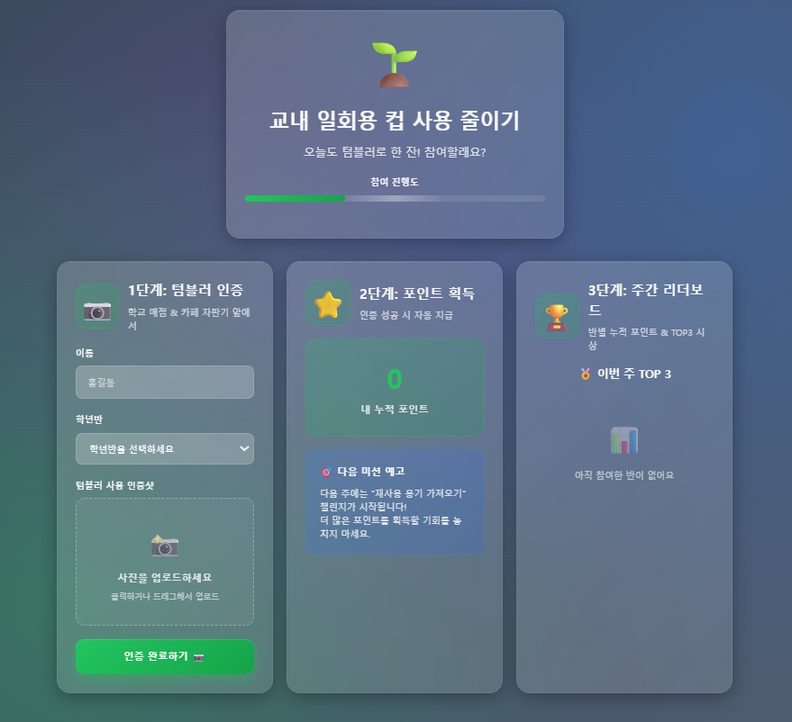 교내 일회용 컵 사용 줄이기
오늘도 텀블러로 한 잔! 참여할래요?
참여 진행도
1단계: 텀블러 인증
학교 매점 & 카페 자판기 앞에
서
이름
홍길동
학년반
학년반을 선택하세요
텀블러 사용 인증샷
사진을 업로드하세요
클릭하거나 드래그해서 업로드
인증 완료하기
2단계: 포인트 획득
인증 성공 시 자동 지급
0
내 누적 포인트
다음 미션 예고
다음 주에는 "재사용 용기 가져오기"
챌린지가 시작됩니다!
더 많은 포인트를 획득할 기회를 놓
치지 마세요.
3단계: 주간 리더보
드
반별 누적 포인트 & TOP3 시
상
이번 주 TOP 3
아직 참여한 반이 없어요